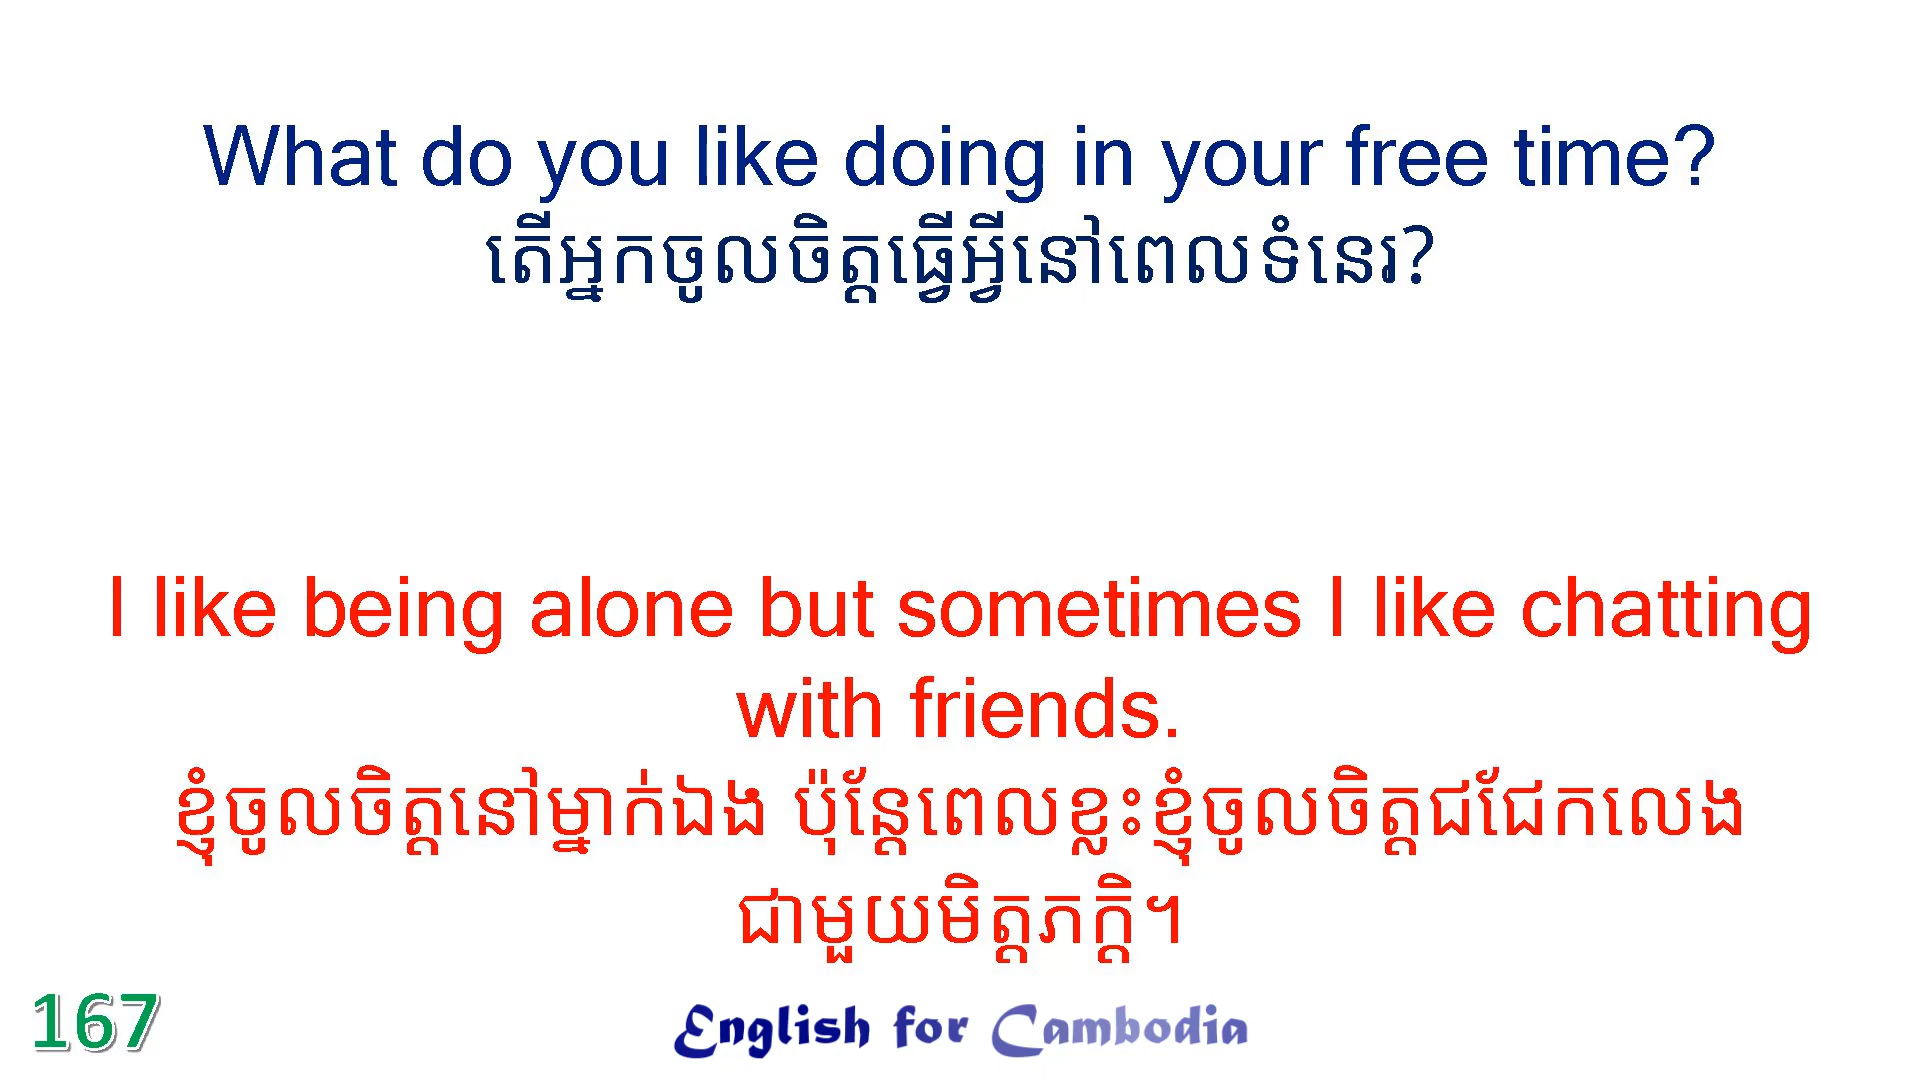 What do you like doing in your free time?
តើអ្នកចូលចិត្តធ្វើអ្វីនៅពេលទំនេរ?
I like being alone but sometimes I like chatting
with friends.
ខ្ញុំចូលចិត្តនៅម្នាក់ឯង ប៉ុន្តែពេលខ្លះខ្ញុំចូលចិត្តជជែកលេង
ជាមួយមិត្តភក្តិ។
167
English for Cambodia